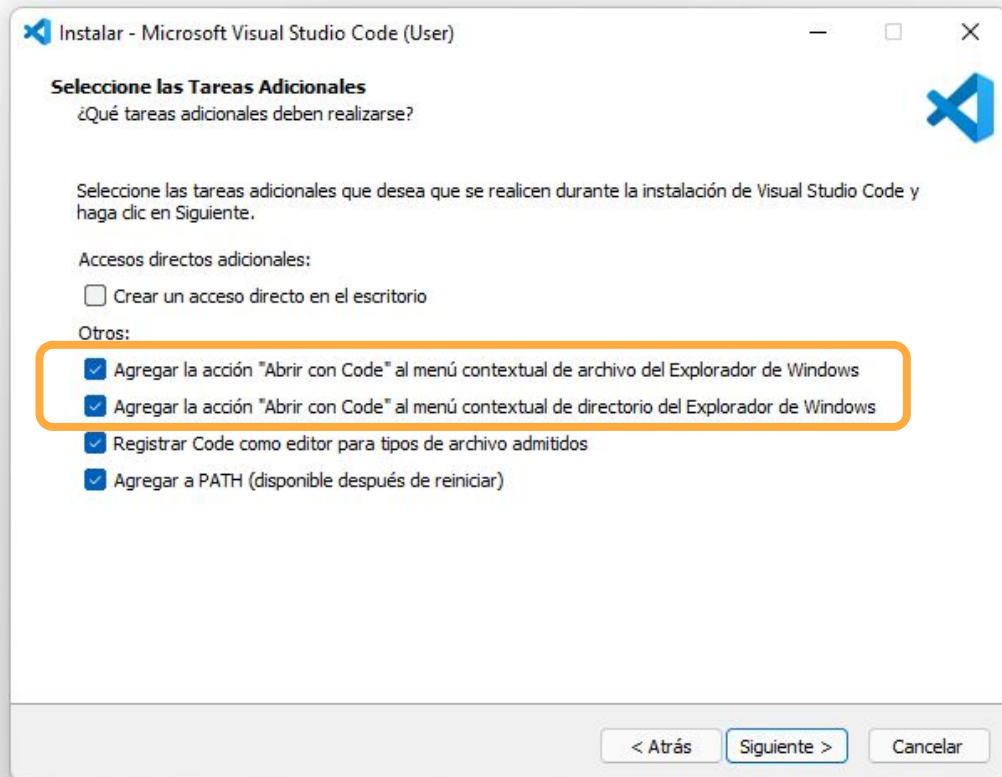 Instalar - Microsoft Visual Studio Code (User)
Seleccione las Tareas Adicionales
¿Qué tareas adicionales deben realizarse?
Seleccione las tareas adicionales que desea que se realicen durante la instalación de Visual Studio Code y
haga clic en Siguiente.
Accesos directos adicionales:
Crear un acceso directo en el escritorio
Otros:
Agregar la acción "Abrir con Code" al menú contextual de archivo del Explorador de Windows
Agregar la acción "Abrir con Code" al menú contextual de directorio del Explorador de Windows
Registrar Code como editor para tipos de archivo admitidos
Agregar a PATH (disponible después de reiniciar)
< Atrás Siguiente > Cancelar